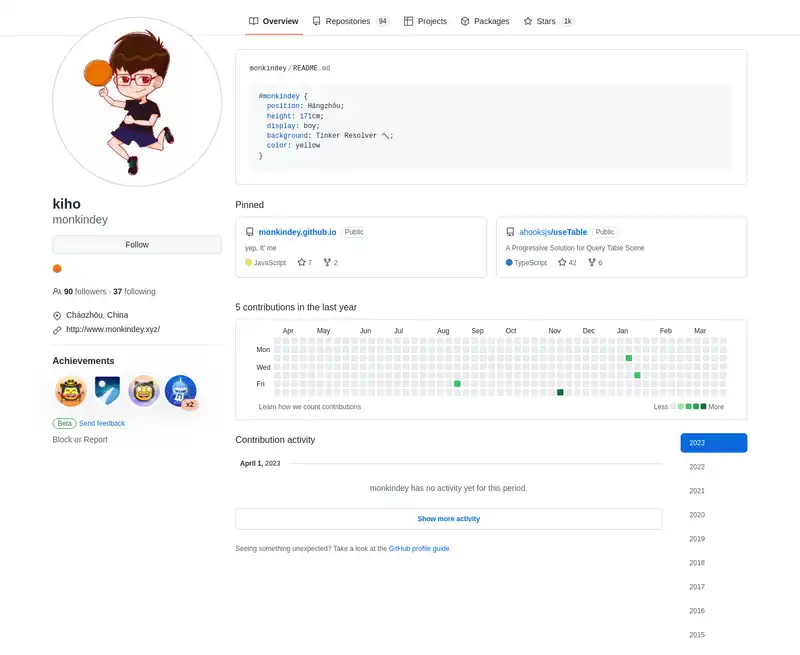 Overview
Repositories 94
Projects
Packages
Stars 1k
monkindey/README.md
#monkindey {
position: Hángzhōu;
height: 171cm;
display: boy;
background: Tinker Resolver 🔨;
color: yellow
}
kiho
monkindey
Follow
90 followers · 37 following
Cháozhōu, China
http://www.monkindey.xyz/
Achievements
x2
Beta Send feedback
Block or Report
Pinned
monkindey.github.io Public
yep, It' me
JavaScript 7 2
ahooksjs/useTable Public
A Progressive Solution for Query Table Scene
TypeScript 42 6
5 contributions in the last year
Apr May Jun Jul Aug Sep Oct Nov Dec Jan Feb Mar
Mon
Wed
Fri
Learn how we count contributions
Less More
Contribution activity
April 1, 2023
monkindey has no activity yet for this period.
Show more activity
Seeing something unexpected? Take a look at the GitHub profile guide.
2023
2022
2021
2020
2019
2018
2017
2016
2015